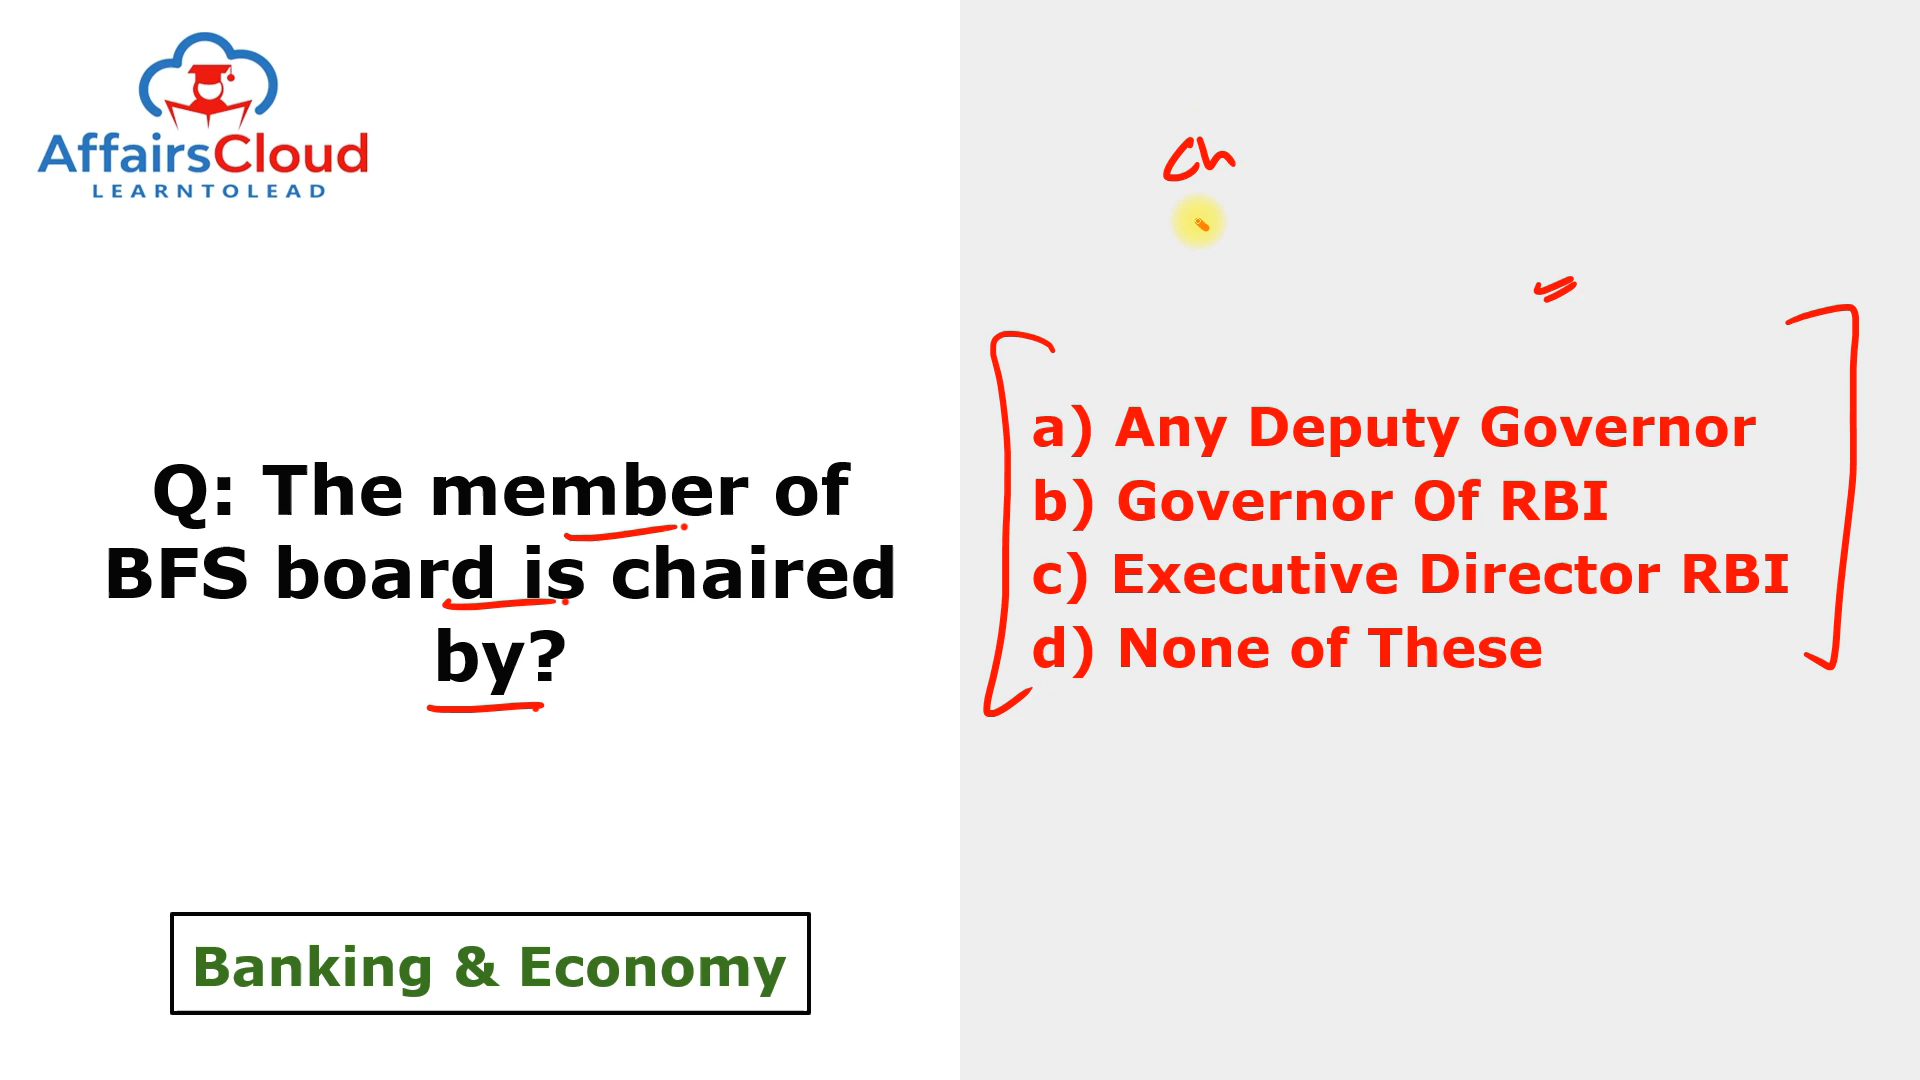 AffairsCloud
LEARNTOLEAD
Q: The member of
BFS board is chaired
by?
Banking & Economy
Ch
a) Any Deputy Governor
b) Governor Of RBI
c) Executive Director RBI
d) None of These